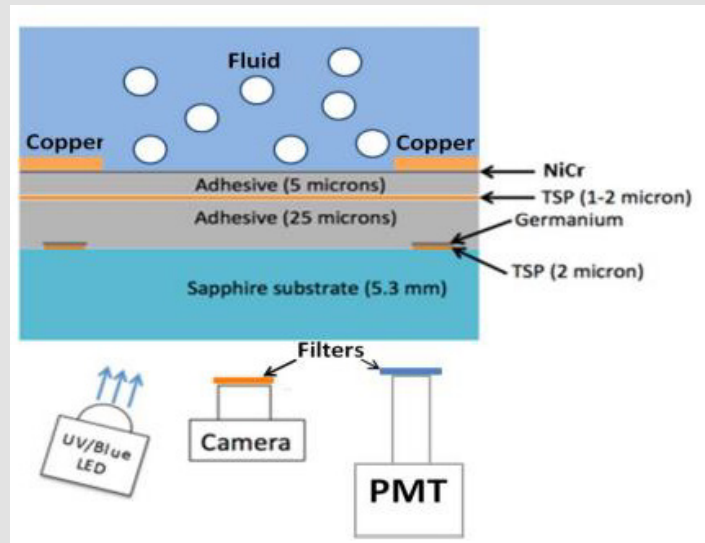 Fluid
Copper
Copper
NiCr
Adhesive (5 microns)
TSP (1-2 micron)
Adhesive (25 microns)
Germanium
TSP (2 micron)
Sapphire substrate (5.3 mm)
Filters
UV/Blue
LED
Camera
PMT